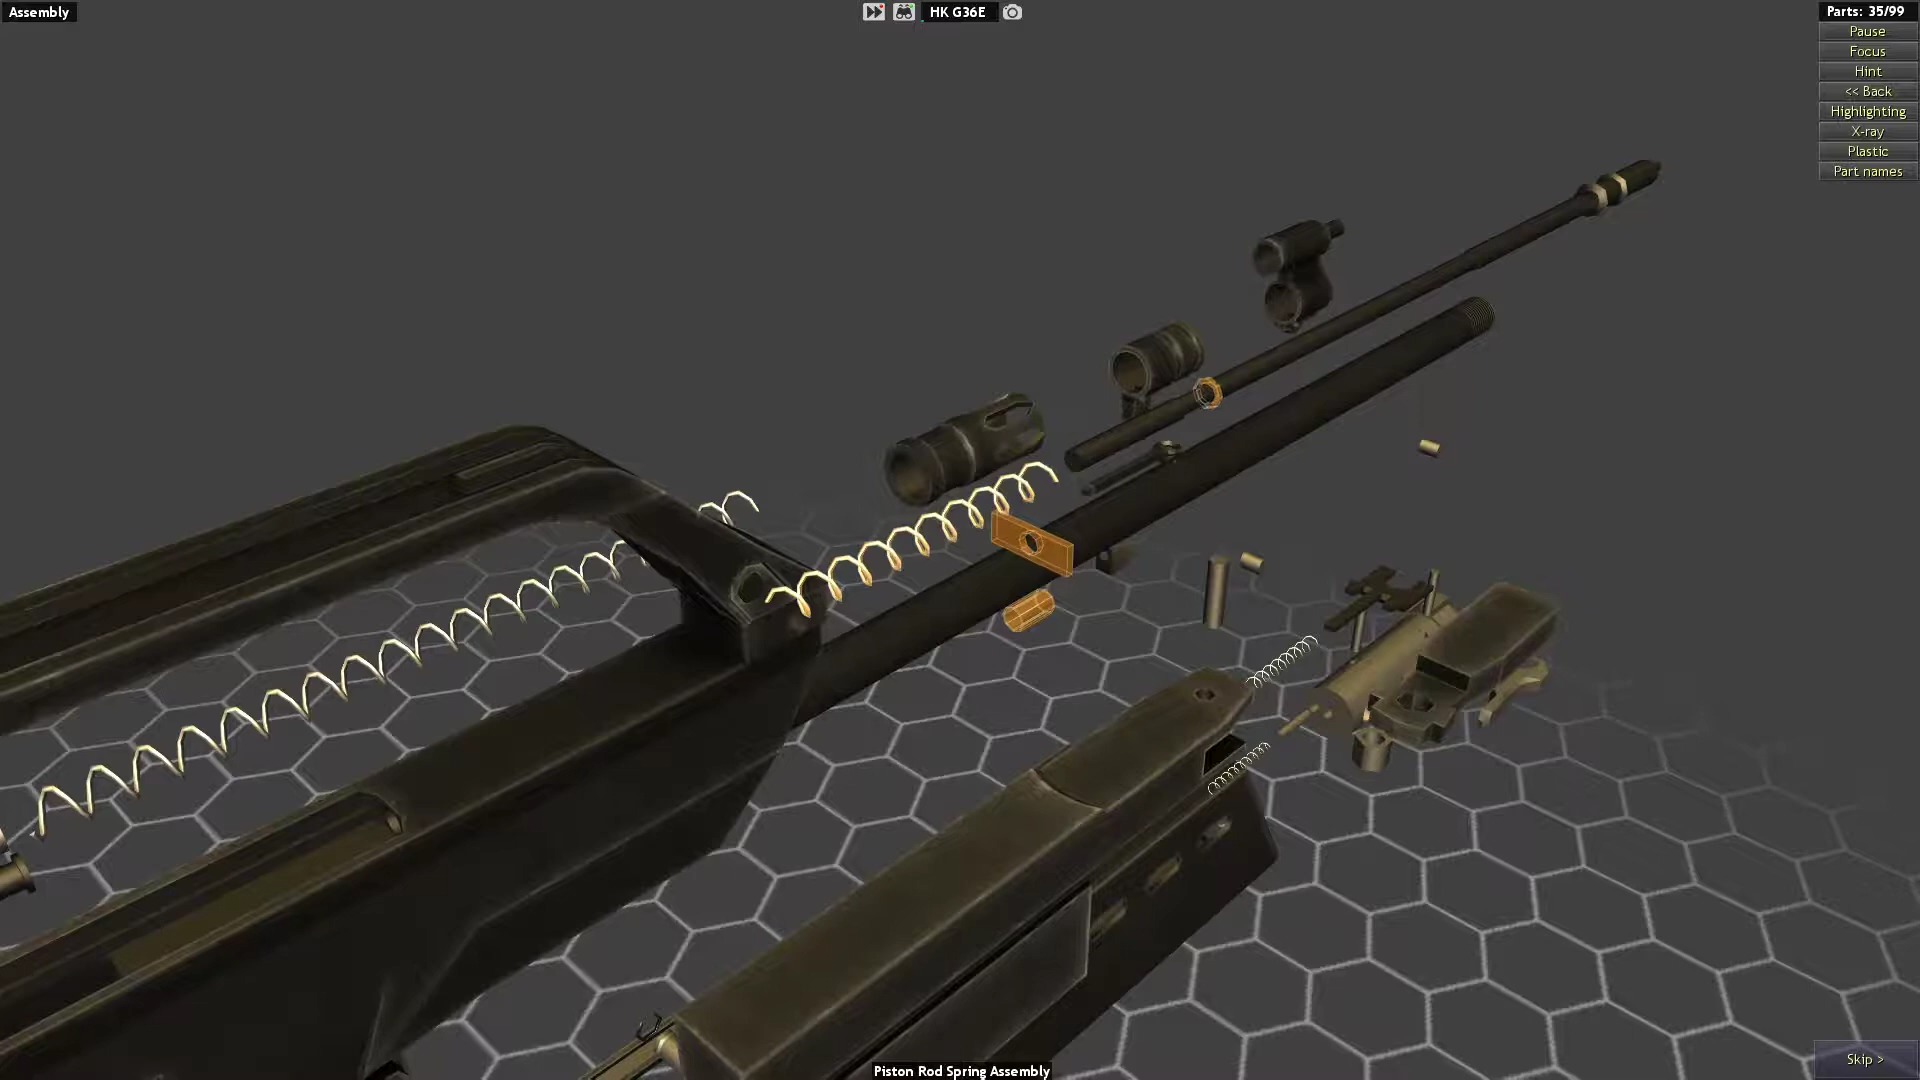 Assembly
HK G36E
Parts: 35/99
Pause
Focus
Hint
<< Back
Highlighting
X-ray
Plastic
Part names
Piston Rod Spring Assembly
Skip >